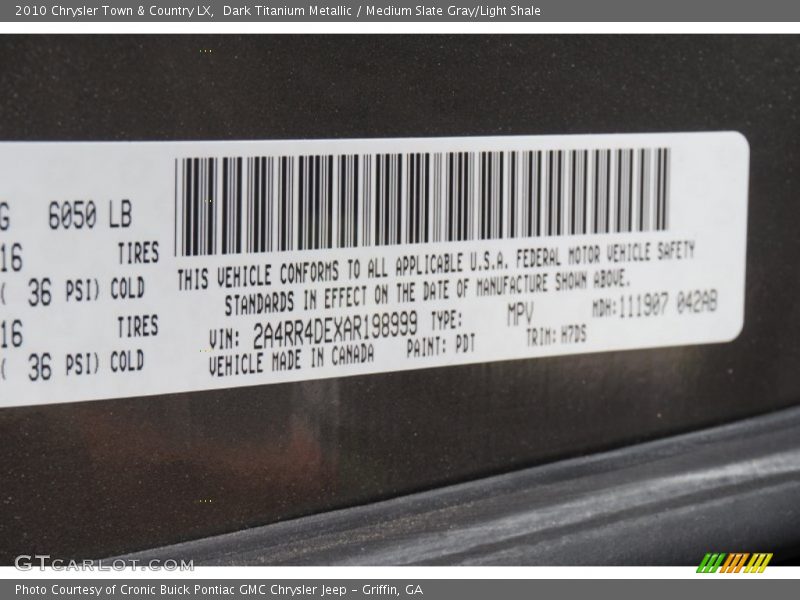 2010 Chrysler Town & Country LX, Dark Titanium Metallic / Medium Slate Gray/Light Shale
G 6050 LB
16 TIRES
( 36 PSI) COLD
16 TIRES
( 36 PSI) COLD
THIS VEHICLE CONFORMS TO ALL APPLICABLE U.S.A. FEDERAL MOTOR VEHICLE SAFETY
STANDARDS IN EFFECT ON THE DATE OF MANUFACTURE SHOWN ABOVE.
VIN: 2A4RR4DEXAR198999 TYPE: MPV MDH:111907 042AB
VEHICLE MADE IN CANADA PAINT: PDT TRIM: H7DS
GTCARLOT.COM
Photo Courtesy of Cronic Buick Pontiac GMC Chrysler Jeep - Griffin, GA